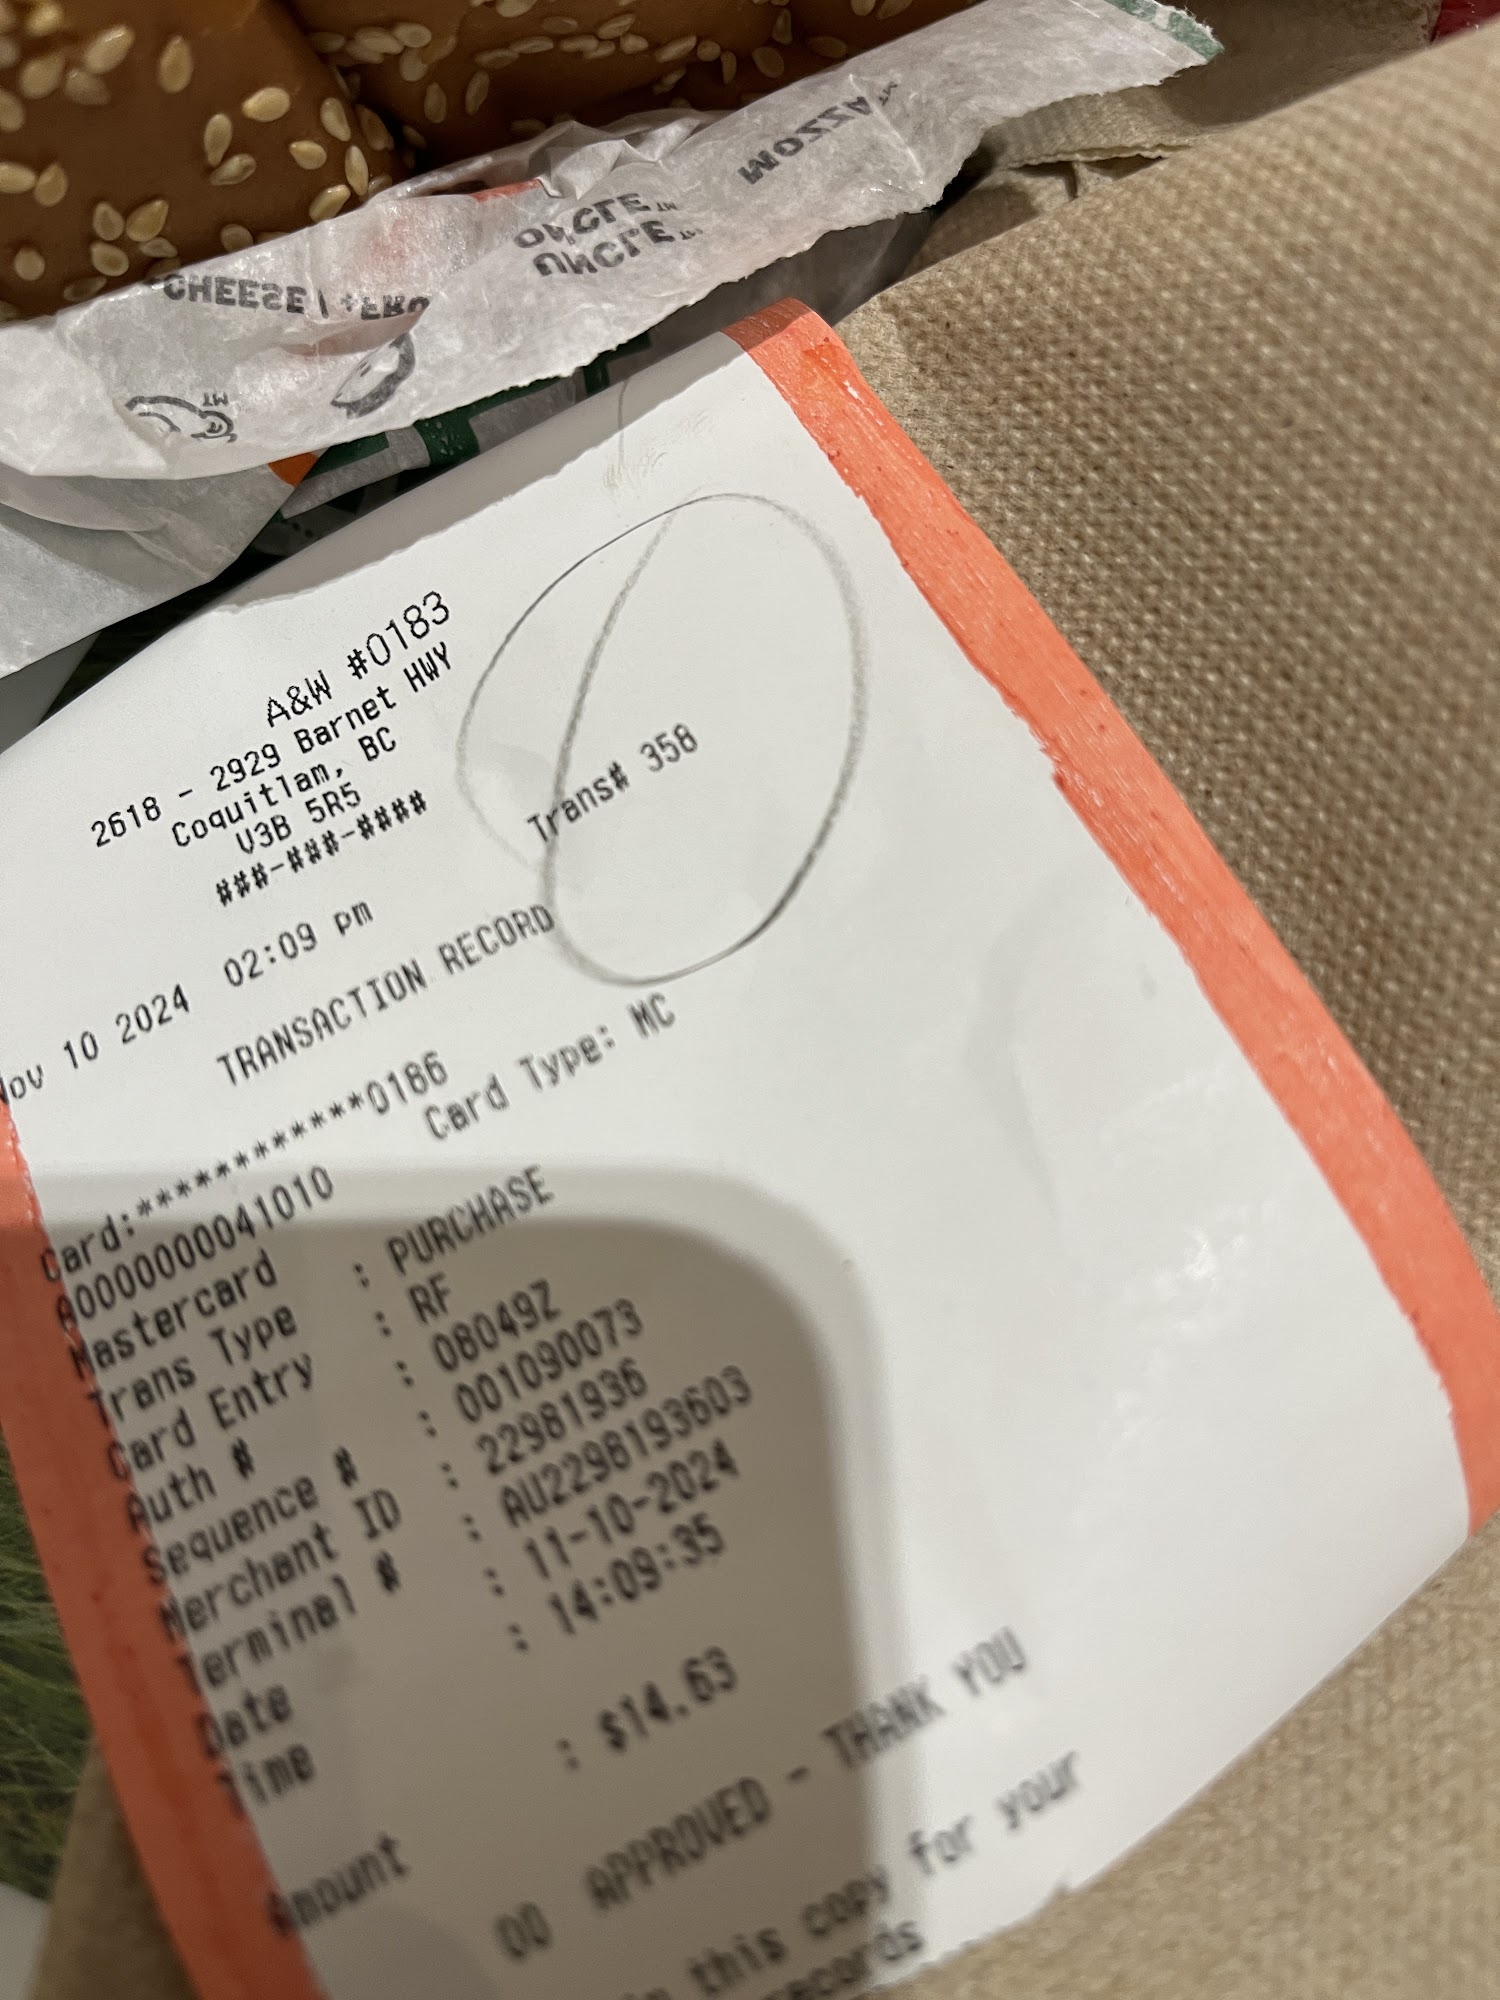 MOZZA™
UNCLE™
UNCLE™
CHEESE
A&W #0183
2618 - 2929 Barnet HWY
Coquitlam, BC
V3B 5R5
###-###-####
Trans# 358
Nov 10 2024 02:09 pm
TRANSACTION RECORD
Card:************0186
Card Type: MC
A0000000041010
Mastercard
Trans Type : PURCHASE
Card Entry : RF
Auth # : 08049Z
Sequence # : 001090073
Merchant ID : 22981936
Terminal # : AU2298193603
Date : 11-10-2024
Time : 14:09:35
Amount : $14.63
00 APPROVED - THANK YOU
this copy for your
records